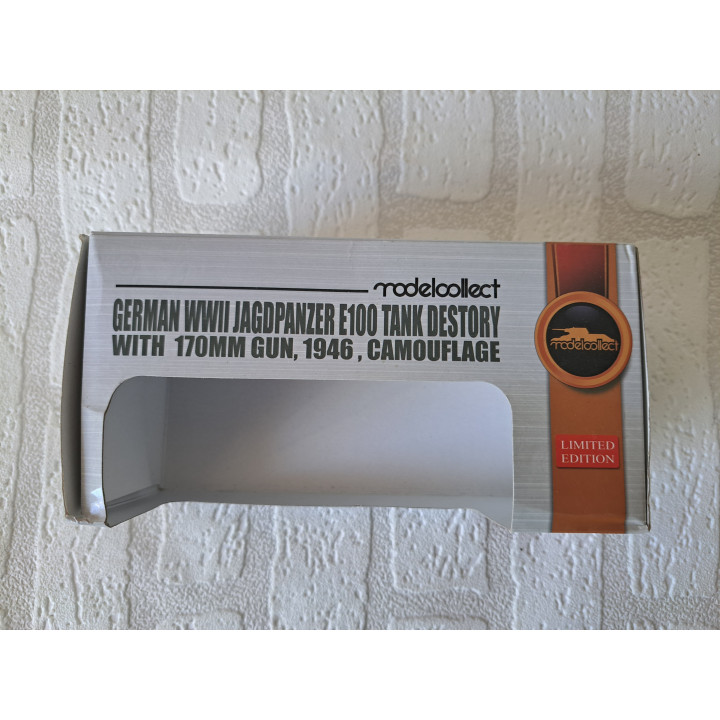 modelcollect
GERMAN WWII JAGDPANZER E100 TANK DESTORY
WITH 170MM GUN, 1946 , CAMOUFLAGE
modelcollect
LIMITED
EDITION